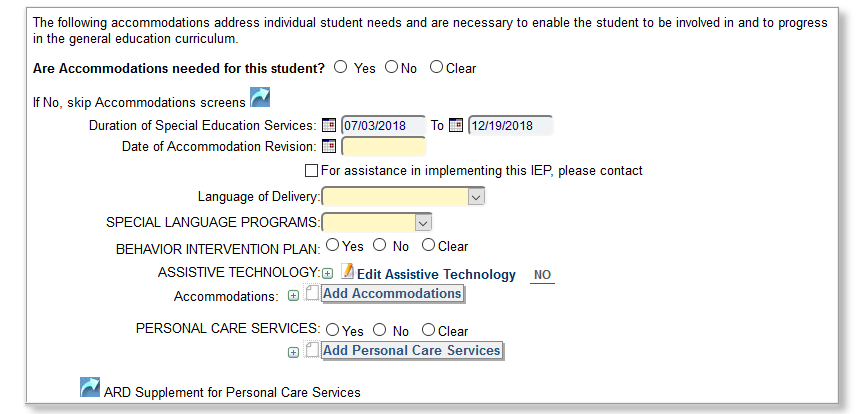 The following accommodations address individual student needs and are necessary to enable the student to be involved in and to progress
in the general education curriculum.
Are Accommodations needed for this student? Yes No Clear
If No, skip Accommodations screens
Duration of Special Education Services: 07/03/2018 To 12/19/2018
Date of Accommodation Revision:
For assistance in implementing this IEP, please contact
Language of Delivery:
SPECIAL LANGUAGE PROGRAMS:
BEHAVIOR INTERVENTION PLAN: Yes No Clear
ASSISTIVE TECHNOLOGY: Edit Assistive Technology NO
Accommodations: Add Accommodations
PERSONAL CARE SERVICES: Yes No Clear
Add Personal Care Services
ARD Supplement for Personal Care Services